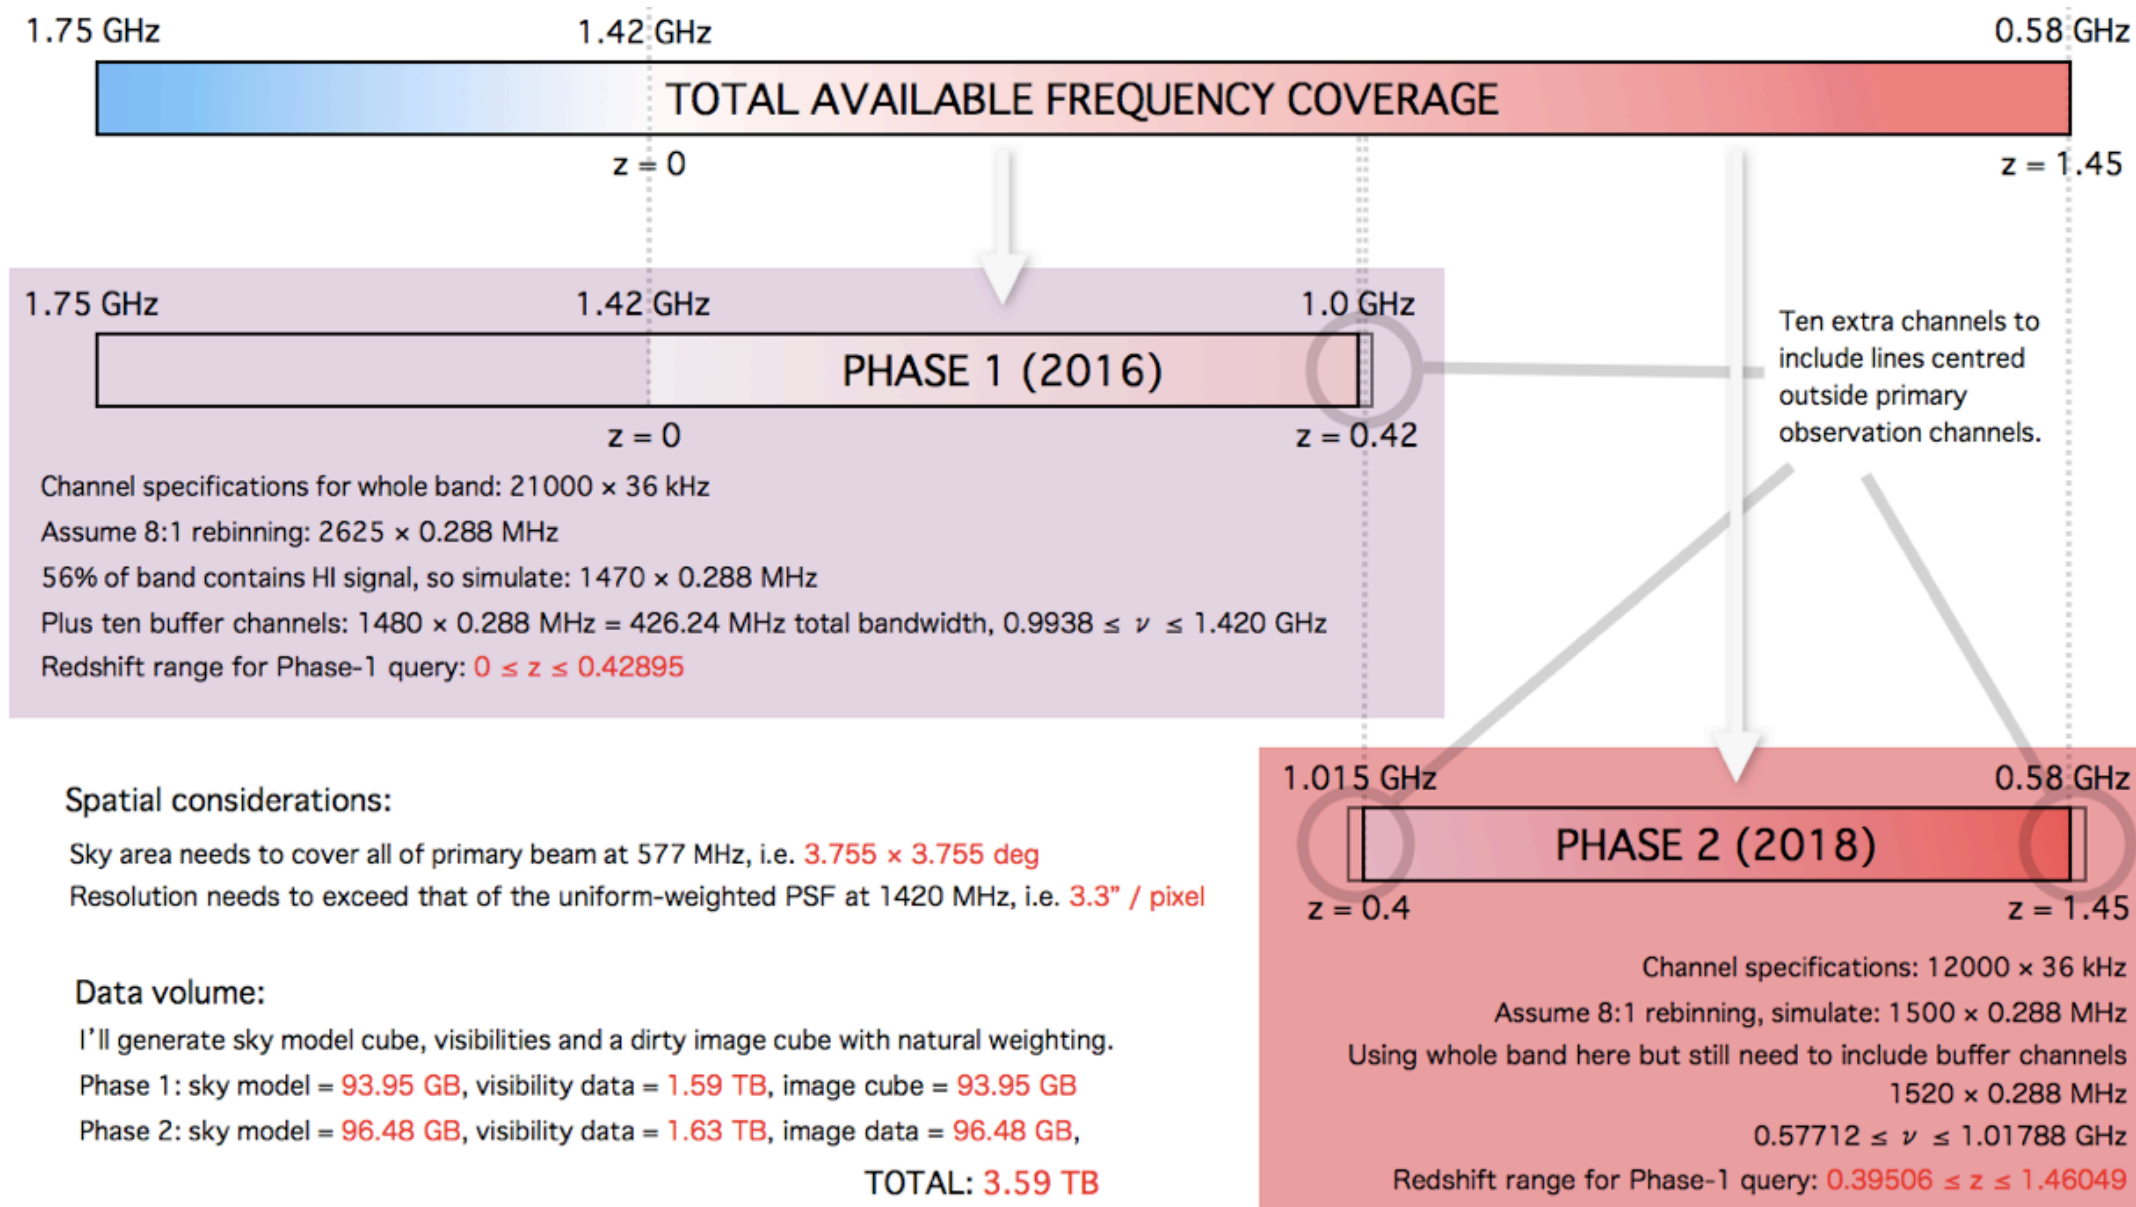 1.75 GHz
1.42 GHz
0.58 GHz
TOTAL AVAILABLE FREQUENCY COVERAGE
z = 0
z = 1.45
1.75 GHz
1.42 GHz
1.0 GHz
PHASE 1 (2016)
z = 0
z = 0.42
Channel specifications for whole band: 21000 × 36 kHz
Assume 8:1 rebinning: 2625 × 0.288 MHz
56% of band contains HI signal, so simulate: 1470 × 0.288 MHz
Plus ten buffer channels: 1480 × 0.288 MHz = 426.24 MHz total bandwidth, 0.9938 ≤ ν ≤ 1.420 GHz
Redshift range for Phase-1 query: 0 ≤ z ≤ 0.42895
Ten extra channels to
include lines centred
outside primary
observation channels.
Spatial considerations:
Sky area needs to cover all of primary beam at 577 MHz, i.e. 3.755 × 3.755 deg
Resolution needs to exceed that of the uniform-weighted PSF at 1420 MHz, i.e. 3.3” / pixel
Data volume:
I'll generate sky model cube, visibilities and a dirty image cube with natural weighting.
Phase 1: sky model = 93.95 GB, visibility data = 1.59 TB, image cube = 93.95 GB
Phase 2: sky model = 96.48 GB, visibility data = 1.63 TB, image data = 96.48 GB,
TOTAL: 3.59 TB
1.015 GHz
0.58 GHz
PHASE 2 (2018)
z = 0.4
z = 1.45
Channel specifications: 12000 × 36 kHz
Assume 8:1 rebinning, simulate: 1500 × 0.288 MHz
Using whole band here but still need to include buffer channels
1520 × 0.288 MHz
0.57712 ≤ ν ≤ 1.01788 GHz
Redshift range for Phase-1 query: 0.39506 ≤ z ≤ 1.46049